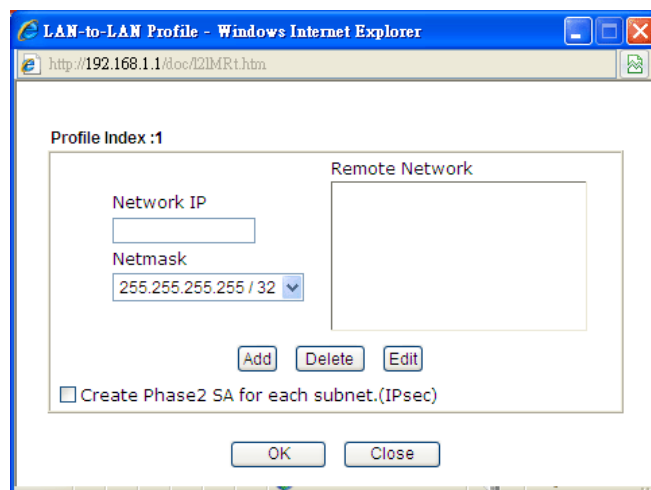 LAN-to-LAN Profile - Windows Internet Explorer
http://192.168.1.1/doc/l2lMRt.htm
Profile Index :1
Remote Network
Network IP
Netmask
255.255.255.255 / 32
Add Delete Edit
Create Phase2 SA for each subnet.(IPsec)
OK Close